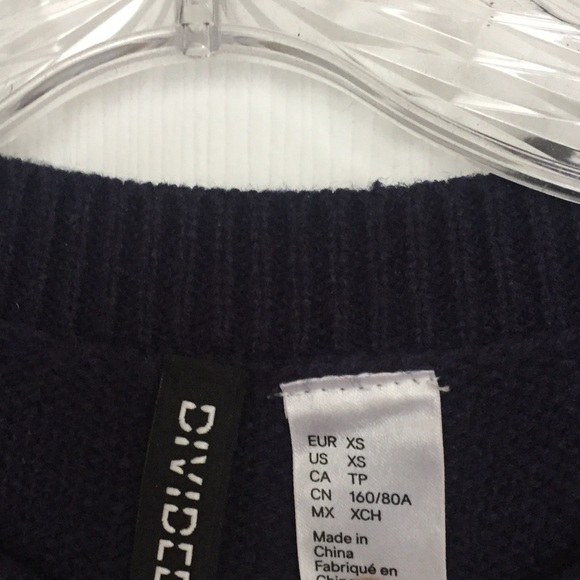 DIVIDED
EUR XS
US XS
CA TP
CN 160/80A
MX XCH
Made in
China
Fabriqué en